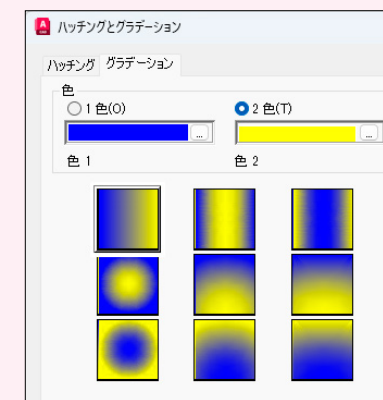 ハッチングとグラデーション
ハッチング グラデーション
色
1 色(O) 2 色(T)
... ...
色 1 色 2